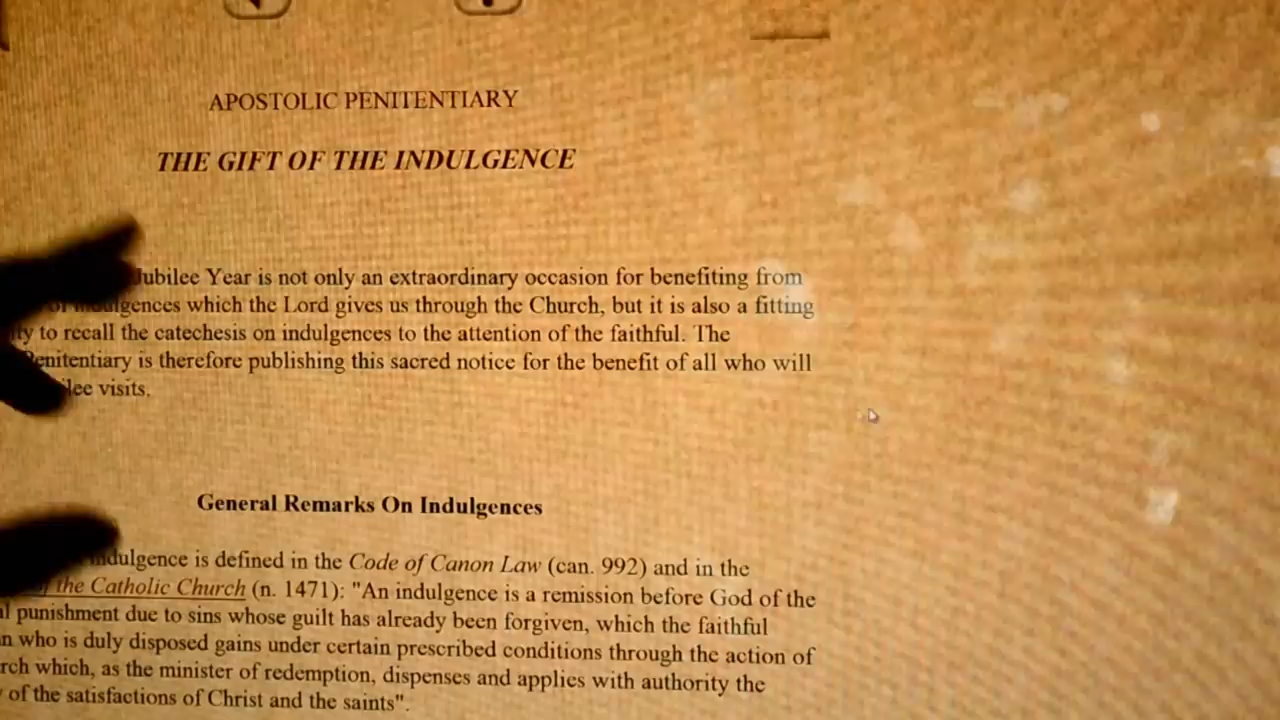 APOSTOLIC PENITENTIARY
THE GIFT OF THE INDULGENCE
Jubilee Year is not only an extraordinary occasion for benefiting from
indulgences which the Lord gives us through the Church, but it is also a fitting
to recall the catechesis on indulgences to the attention of the faithful. The
Penitentiary is therefore publishing this sacred notice for the benefit of all who will
visits.
General Remarks On Indulgences
indulgence is defined in the Code of Canon Law (can. 992) and in the
of the Catholic Church (n. 1471): "An indulgence is a remission before God of the
punishment due to sins whose guilt has already been forgiven, which the faithful
who is duly disposed gains under certain prescribed conditions through the action of
which, as the minister of redemption, dispenses and applies with authority the
of the satisfactions of Christ and the saints".